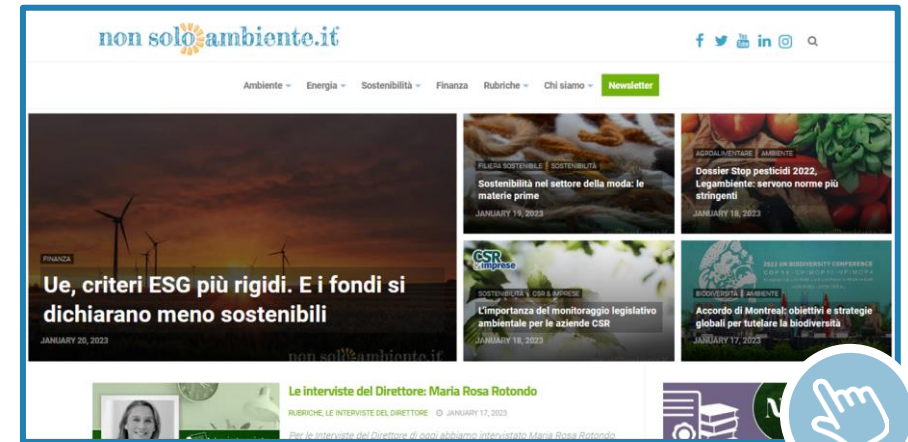 non solo ambiente.it
Ambiente Energia Sostenibilità Finanza Rubriche Chi siamo Newsletter
FINANZA
Ue, criteri ESG più rigidi. E i fondi si
dichiarano meno sostenibili
JANUARY 20, 2023
non solo ambiente.it
FILIERA SOSTENIBILE SOSTENIBILITÀ
Sostenibilità nel settore della moda: le
materie prime
JANUARY 19, 2023
AGROALIMENTARE AMBIENTE
Dossier Stop pesticidi 2022,
Legambiente: servono norme più
stringenti
JANUARY 18, 2023
CSR
&imprese
SOSTENIBILITÀ CSR & IMPRESE
L'importanza del monitoraggio legislativo
ambientale per le aziende CSR
JANUARY 18, 2023
2022 UN BIODIVERSITY CONFERENCE
BIODIVERSITÀ AMBIENTE
Accordo di Montreal: obiettivi e strategie
globali per tutelare la biodiversità
JANUARY 17, 2023
Le interviste del Direttore: Maria Rosa Rotondo
RUBRICHE, LE INTERVISTE DEL DIRETTORE JANUARY 17, 2023
Per le Interviste del Direttore di oggi abbiamo intervistato Maria Rosa Rotondo